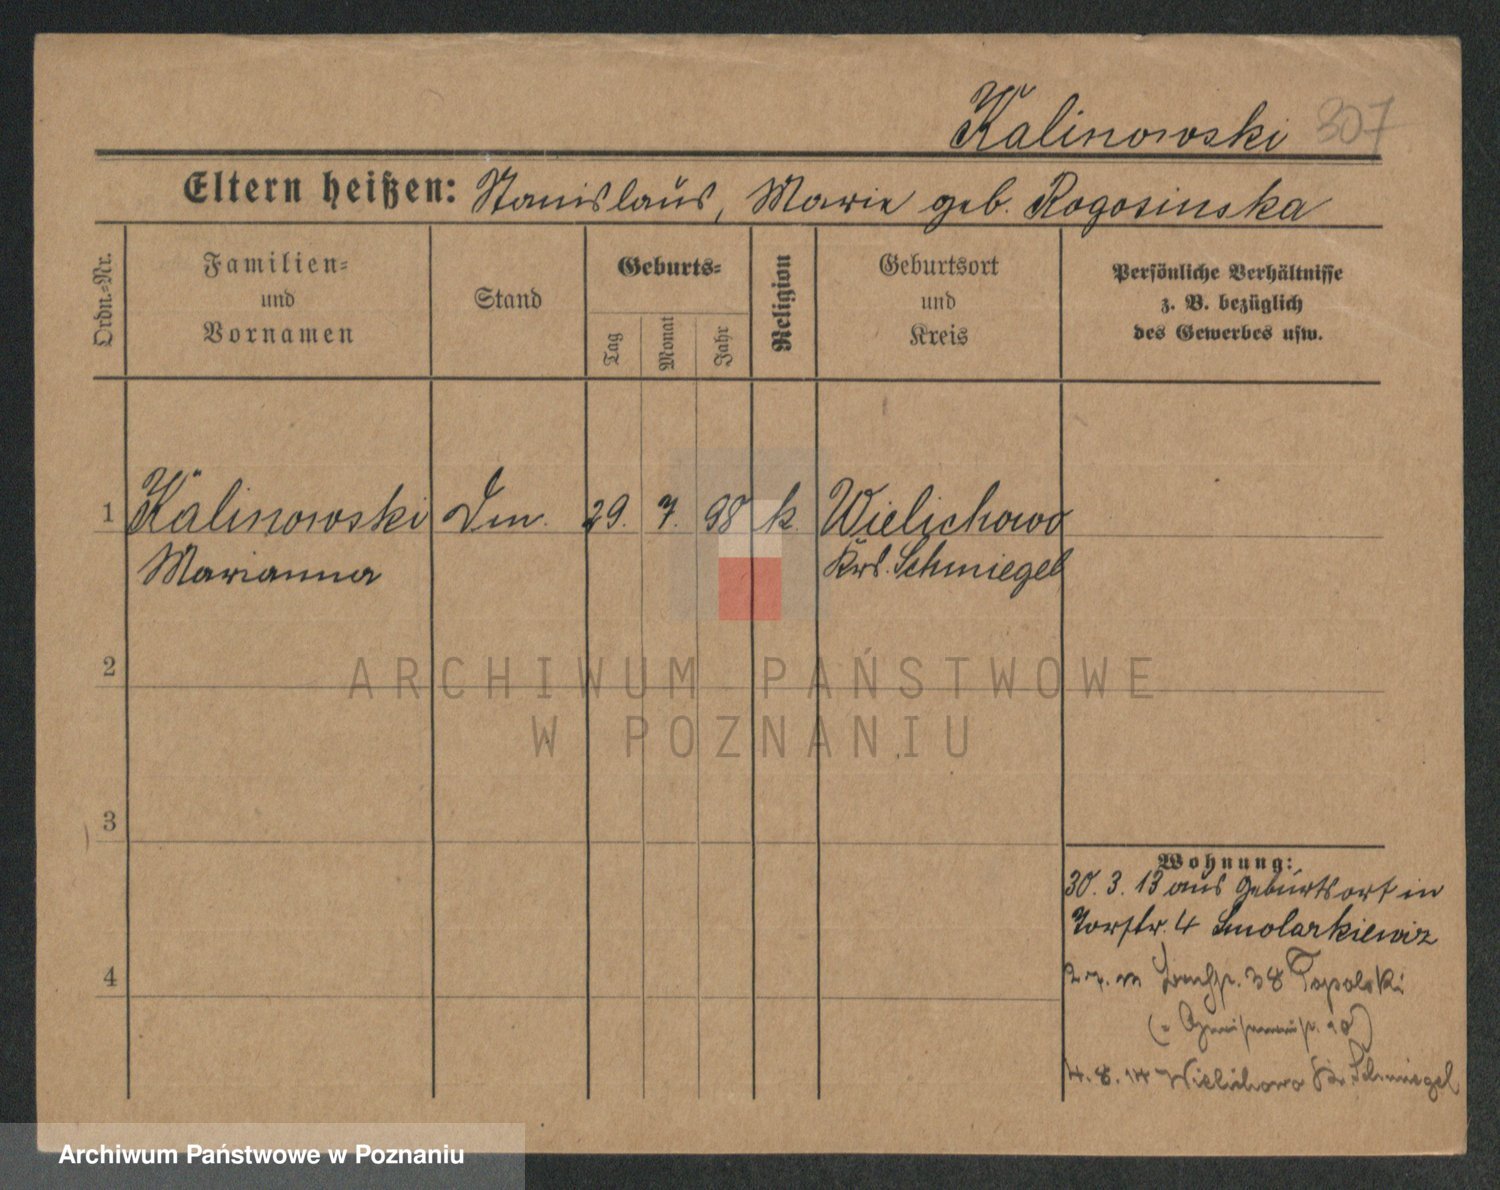 Kalinowski 307
Eltern heißen: Stanislaus, Marie geb. Rogosinska
Ordn.-Nr.
Familien-
und
Vornamen
Stand
Geburts-
Tag
Monat
Jahr
Religion
Geburtsort
und
Kreis
Persönliche Verhältnisse
z. B. bezüglich
des Gewerbes usw.
1 Kalinowski 29. 7. 98 k. Wielichowo
Marianna Krs. Schmiegel
2
ARCHIWUM PAŃSTWOWE
W POZNANIU
3
Wohnung:
30. 3. 13 aus Geburtsort in
4 Smolarkiewiz
4
38
4. 8. 14 Wielichowo Kr. Schmiegel
Archiwum Państwowe w Poznaniu